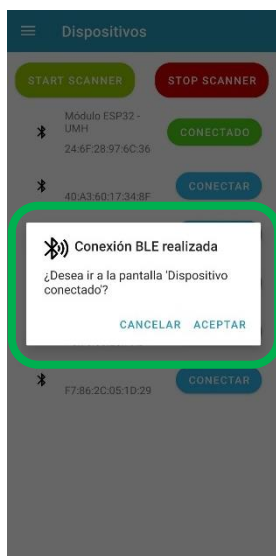 Dispositivos
START SCANNER
STOP SCANNER
Módulo ESP32 -
UMH
24:6F:28:97:6C:36
CONECTADO
40:A3:60:17:34:8F
CONECTAR
Conexión BLE realizada
¿Desea ir a la pantalla 'Dispositivo
conectado'?
CANCELAR ACEPTAR
F7:86:2C:05:1D:29
CONECTAR